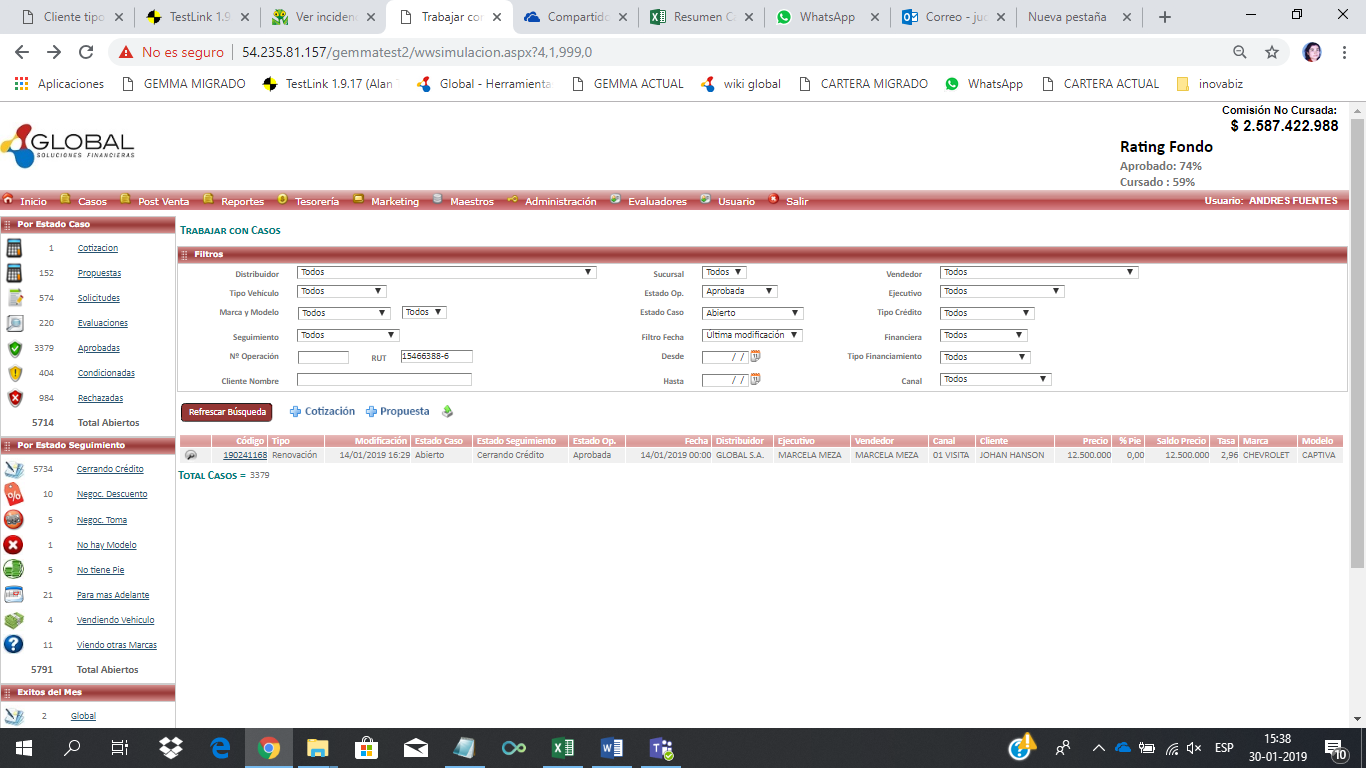 Cliente tipo
TestLink 1.9
Ver inciden
Trabajar con
Compartido
Resumen C
WhatsApp
Correo - jud
Nueva pestaña
No es seguro
54.235.81.157/gemmatest2/wwsimulacion.aspx?4,1,999,0
Aplicaciones
GEMMA MIGRADO
TestLink 1.9.17 (Alan
Global - Herramienta
GEMMA ACTUAL
wiki global
CARTERA MIGRADO
WhatsApp
CARTERA ACTUAL
inovabiz
GLOBAL
SOLUCIONES FINANCIERAS
Comisión No Cursada:
$ 2.587.422.988
Rating Fondo
Aprobado: 74%
Cursado : 59%
Inicio Casos Post Venta Reportes Tesorería Marketing Maestros Administración Evaluadores Usuario Salir
Usuario: ANDRES FUENTES
Por Estado Caso
1 Cotizacion
152 Propuestas
574 Solicitudes
220 Evaluaciones
3379 Aprobadas
404 Condicionadas
984 Rechazadas
5714 Total Abiertos
Por Estado Seguimiento
5734 Cerrando Crédito
10 Negoc. Descuento
5 Negoc. Toma
1 No hay Modelo
5 No tiene Pie
21 Para mas Adelante
4 Vendiendo Vehiculo
11 Viendo otras Marcas
5791 Total Abiertos
Exitos del Mes
2 Global
TRABAJAR CON CASOS
Filtros
Distribuidor Todos Sucursal Todos Vendedor Todos
Tipo Vehículo Todos Estado Op. Aprobada Ejecutivo Todos
Marca y Modelo Todos Todos Estado Caso Abierto Tipo Crédito Todos
Seguimiento Todos Filtro Fecha Última modificación Financiera Todos
Nº Operación RUT 15466388-6 Desde / / Tipo Financiamiento Todos
Cliente Nombre Hasta / / Canal Todos
Refrescar Búsqueda Cotización Propuesta
Código Tipo Modificación Estado Caso Estado Seguimiento Estado Op. Fecha Distribuidor Ejecutivo Vendedor Canal Cliente Precio % Pie Saldo Precio Tasa Marca Modelo
190241168 Renovación 14/01/2019 16:29 Abierto Cerrando Crédito Aprobada 14/01/2019 00:00 GLOBAL S.A. MARCELA MEZA MARCELA MEZA 01 VISITA JOHAN HANSON 12.500.000 0,00 12.500.000 2,96 CHEVROLET CAPTIVA
TOTAL CASOS = 3379
ESP
15:38
30-01-2019
10